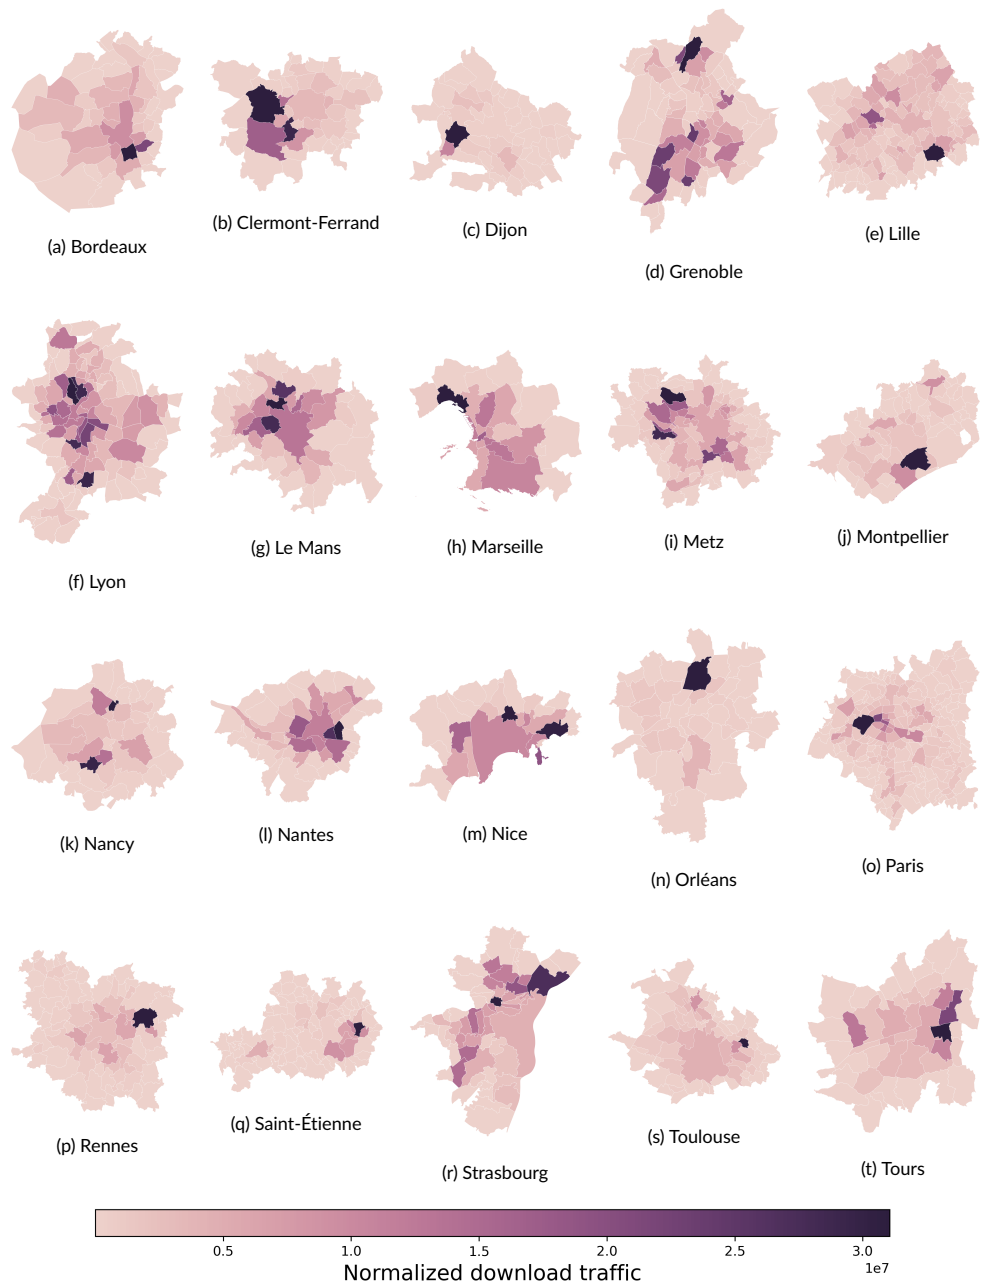 (a) Bordeaux
(b) Clermont-Ferrand
(c) Dijon
(d) Grenoble
(e) Lille
(f) Lyon
(g) Le Mans
(h) Marseille
(i) Metz
(j) Montpellier
(k) Nancy
(l) Nantes
(m) Nice
(n) Orléans
(o) Paris
(p) Rennes
(q) Saint-Étienne
(r) Strasbourg
(s) Toulouse
(t) Tours
0.5 1.0 1.5 2.0 2.5 3.0
1e7
Normalized download traffic